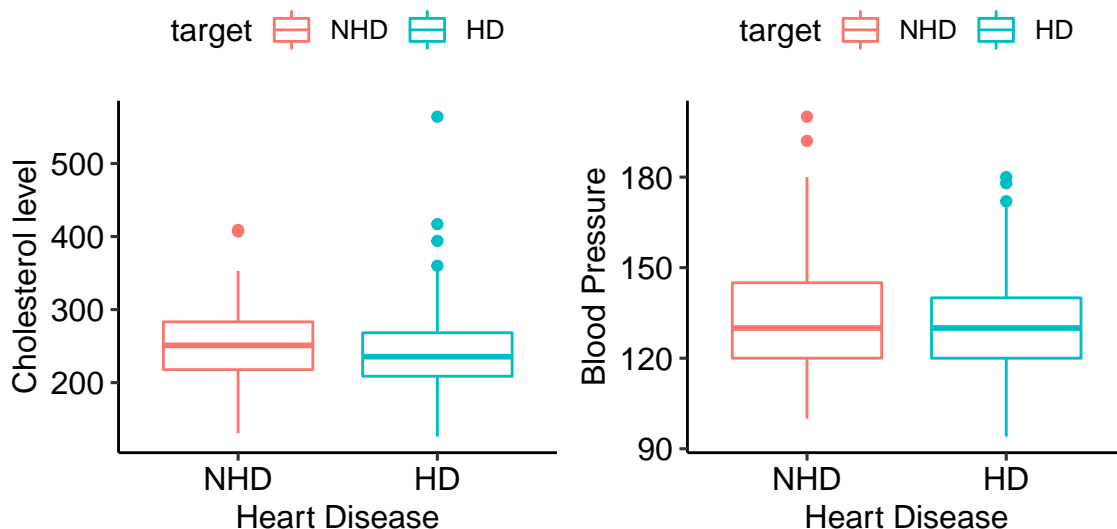 target NHD HD
Cholesterol level
500
400
300
200
NHD HD
Heart Disease
target NHD HD
Blood Pressure
180
150
120
90
NHD HD
Heart Disease